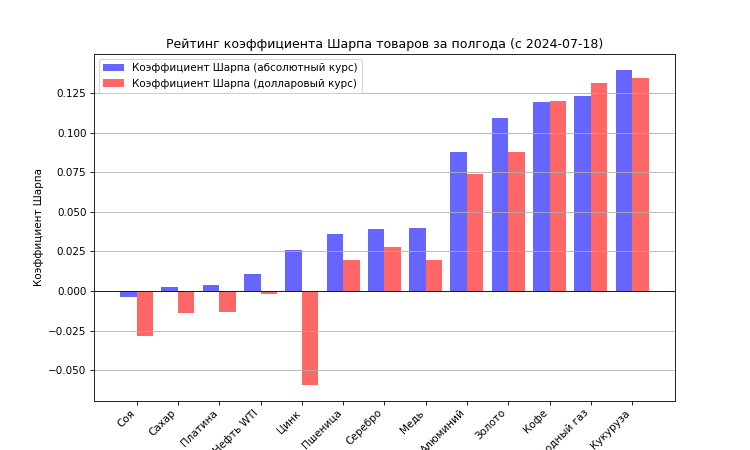 Рейтинг коэффициента Шарпа товаров за полгода (с 2024-07-18)
Коэффициент Шарпа (абсолютный курс)
Коэффициент Шарпа (долларовый курс)
Коэффициент Шарпа
0.125
0.100
0.075
0.050
0.025
0.000
−0.025
−0.050
Соя
Сахар
Платина
Нефть WTI
Цинк
Пшеница
Серебро
Медь
Алюминий
Золото
Кофе
одный газ
Кукуруза